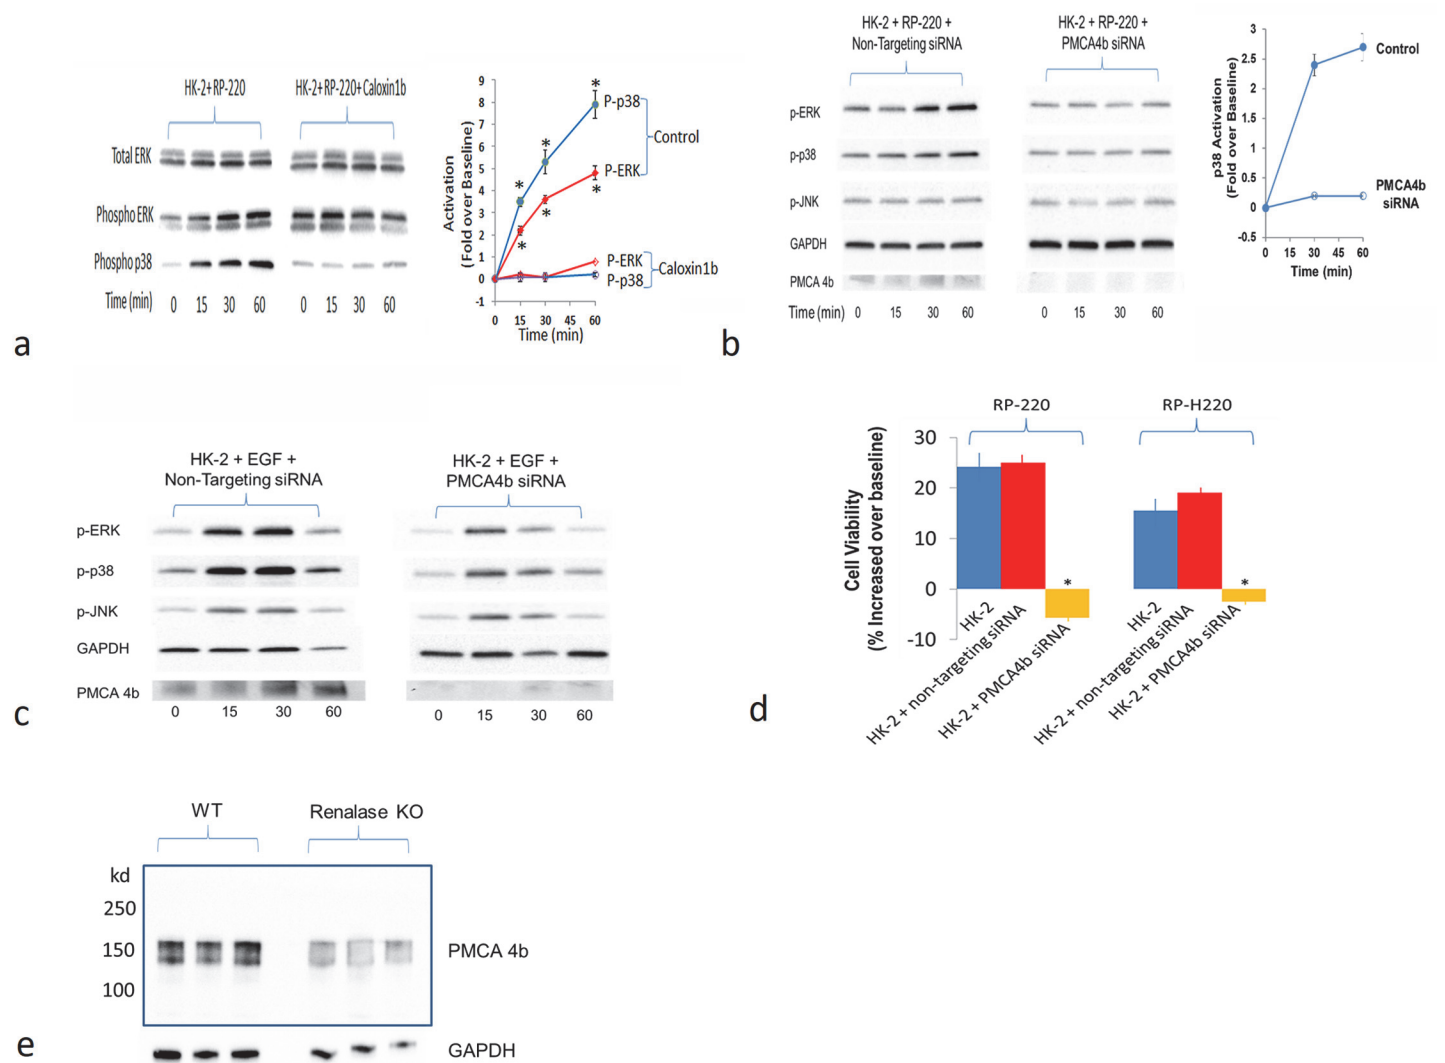 HK-2+RP-220 HK-2+RP-220+Caloxin1b
Total ERK
Phospho ERK
Phospho p38
Time (min) 0 15 30 60 0 15 30 60
Activation
(Fold over Baseline)
9
8
7
6
5
4
3
2
1
0
-1
0 15 30 45 60
Time (min)
* * * * * *
P-p38
Control
P-ERK
P-ERK
Caloxin1b
P-p38
a
HK-2 + RP-220 +
Non-Targeting siRNA
HK-2 + RP-220 +
PMCA4b siRNA
p-ERK
p-p38
p-JNK
GAPDH
PMCA 4b
Time (min) 0 15 30 60 0 15 30 60
p38 Activation
(Fold over Baseline)
3
2.5
2
1.5
1
0.5
0
-0.5
0 15 30 45 60
Time (min)
Control
PMCA4b
siRNA
b
HK-2 + EGF +
Non-Targeting siRNA
HK-2 + EGF +
PMCA4b siRNA
p-ERK
p-p38
p-JNK
GAPDH
PMCA 4b
0 15 30 60 0 15 30 60
c
RP-220 RP-H220
Cell Viability
(% Increased over baseline)
30
20
10
0
-10
* *
HK-2
HK-2 + non-targeting siRNA
HK-2 + PMCA4b siRNA
HK-2
HK-2 + non-targeting siRNA
HK-2 + PMCA4b siRNA
d
WT Renalase KO
kd
250
150
100
PMCA 4b
GAPDH
e